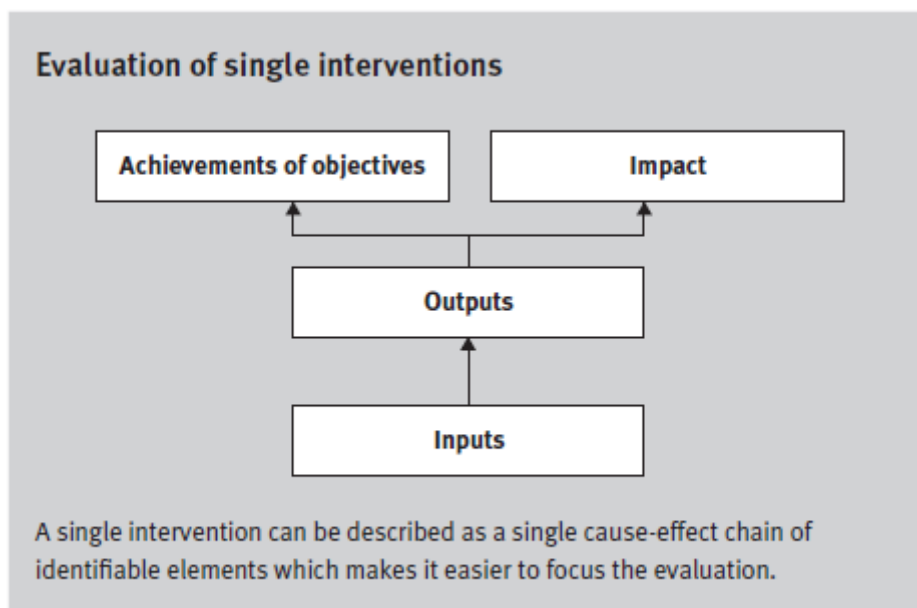 Evaluation of single interventions
Achievements of objectives
Impact
Outputs
Inputs
A single intervention can be described as a single cause-effect chain of
identifiable elements which makes it easier to focus the evaluation.